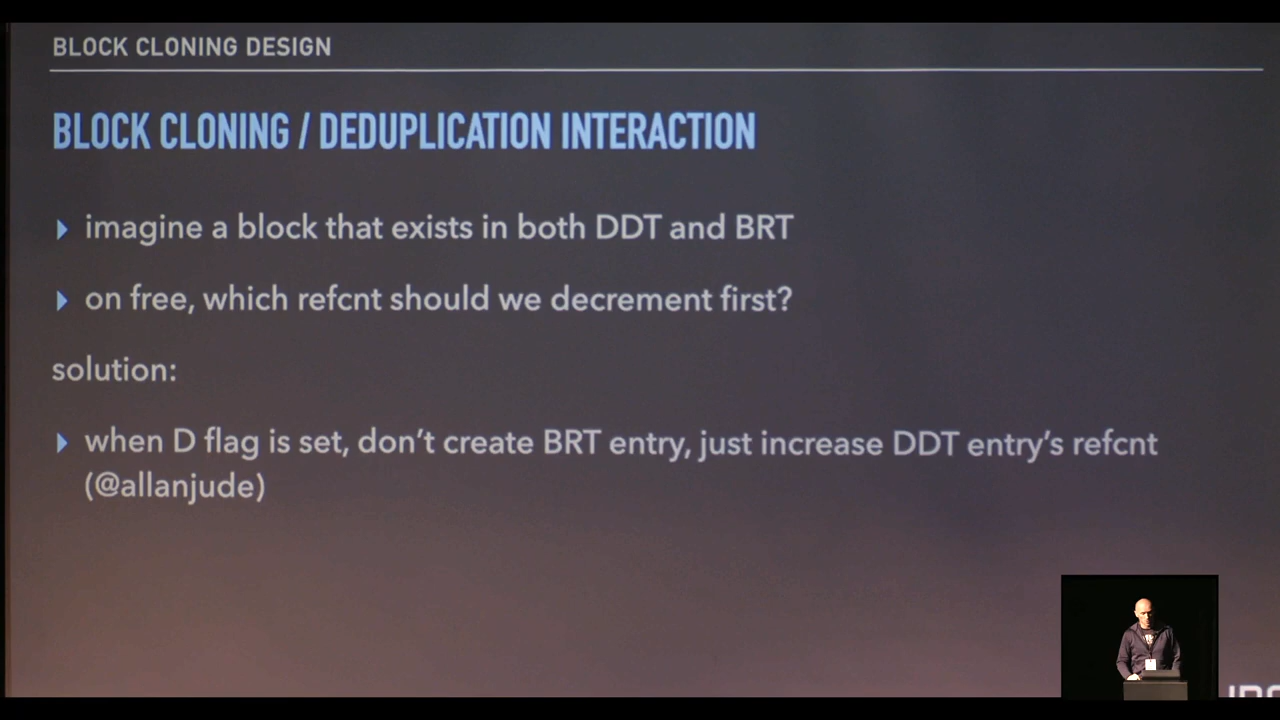 BLOCK CLONING DESIGN
BLOCK CLONING / DEDUPLICATION INTERACTION
imagine a block that exists in both DDT and BRT
on free, which refcnt should we decrement first?
solution:
when D flag is set, don't create BRT entry, just increase DDT entry's refcnt
(@allanjude)